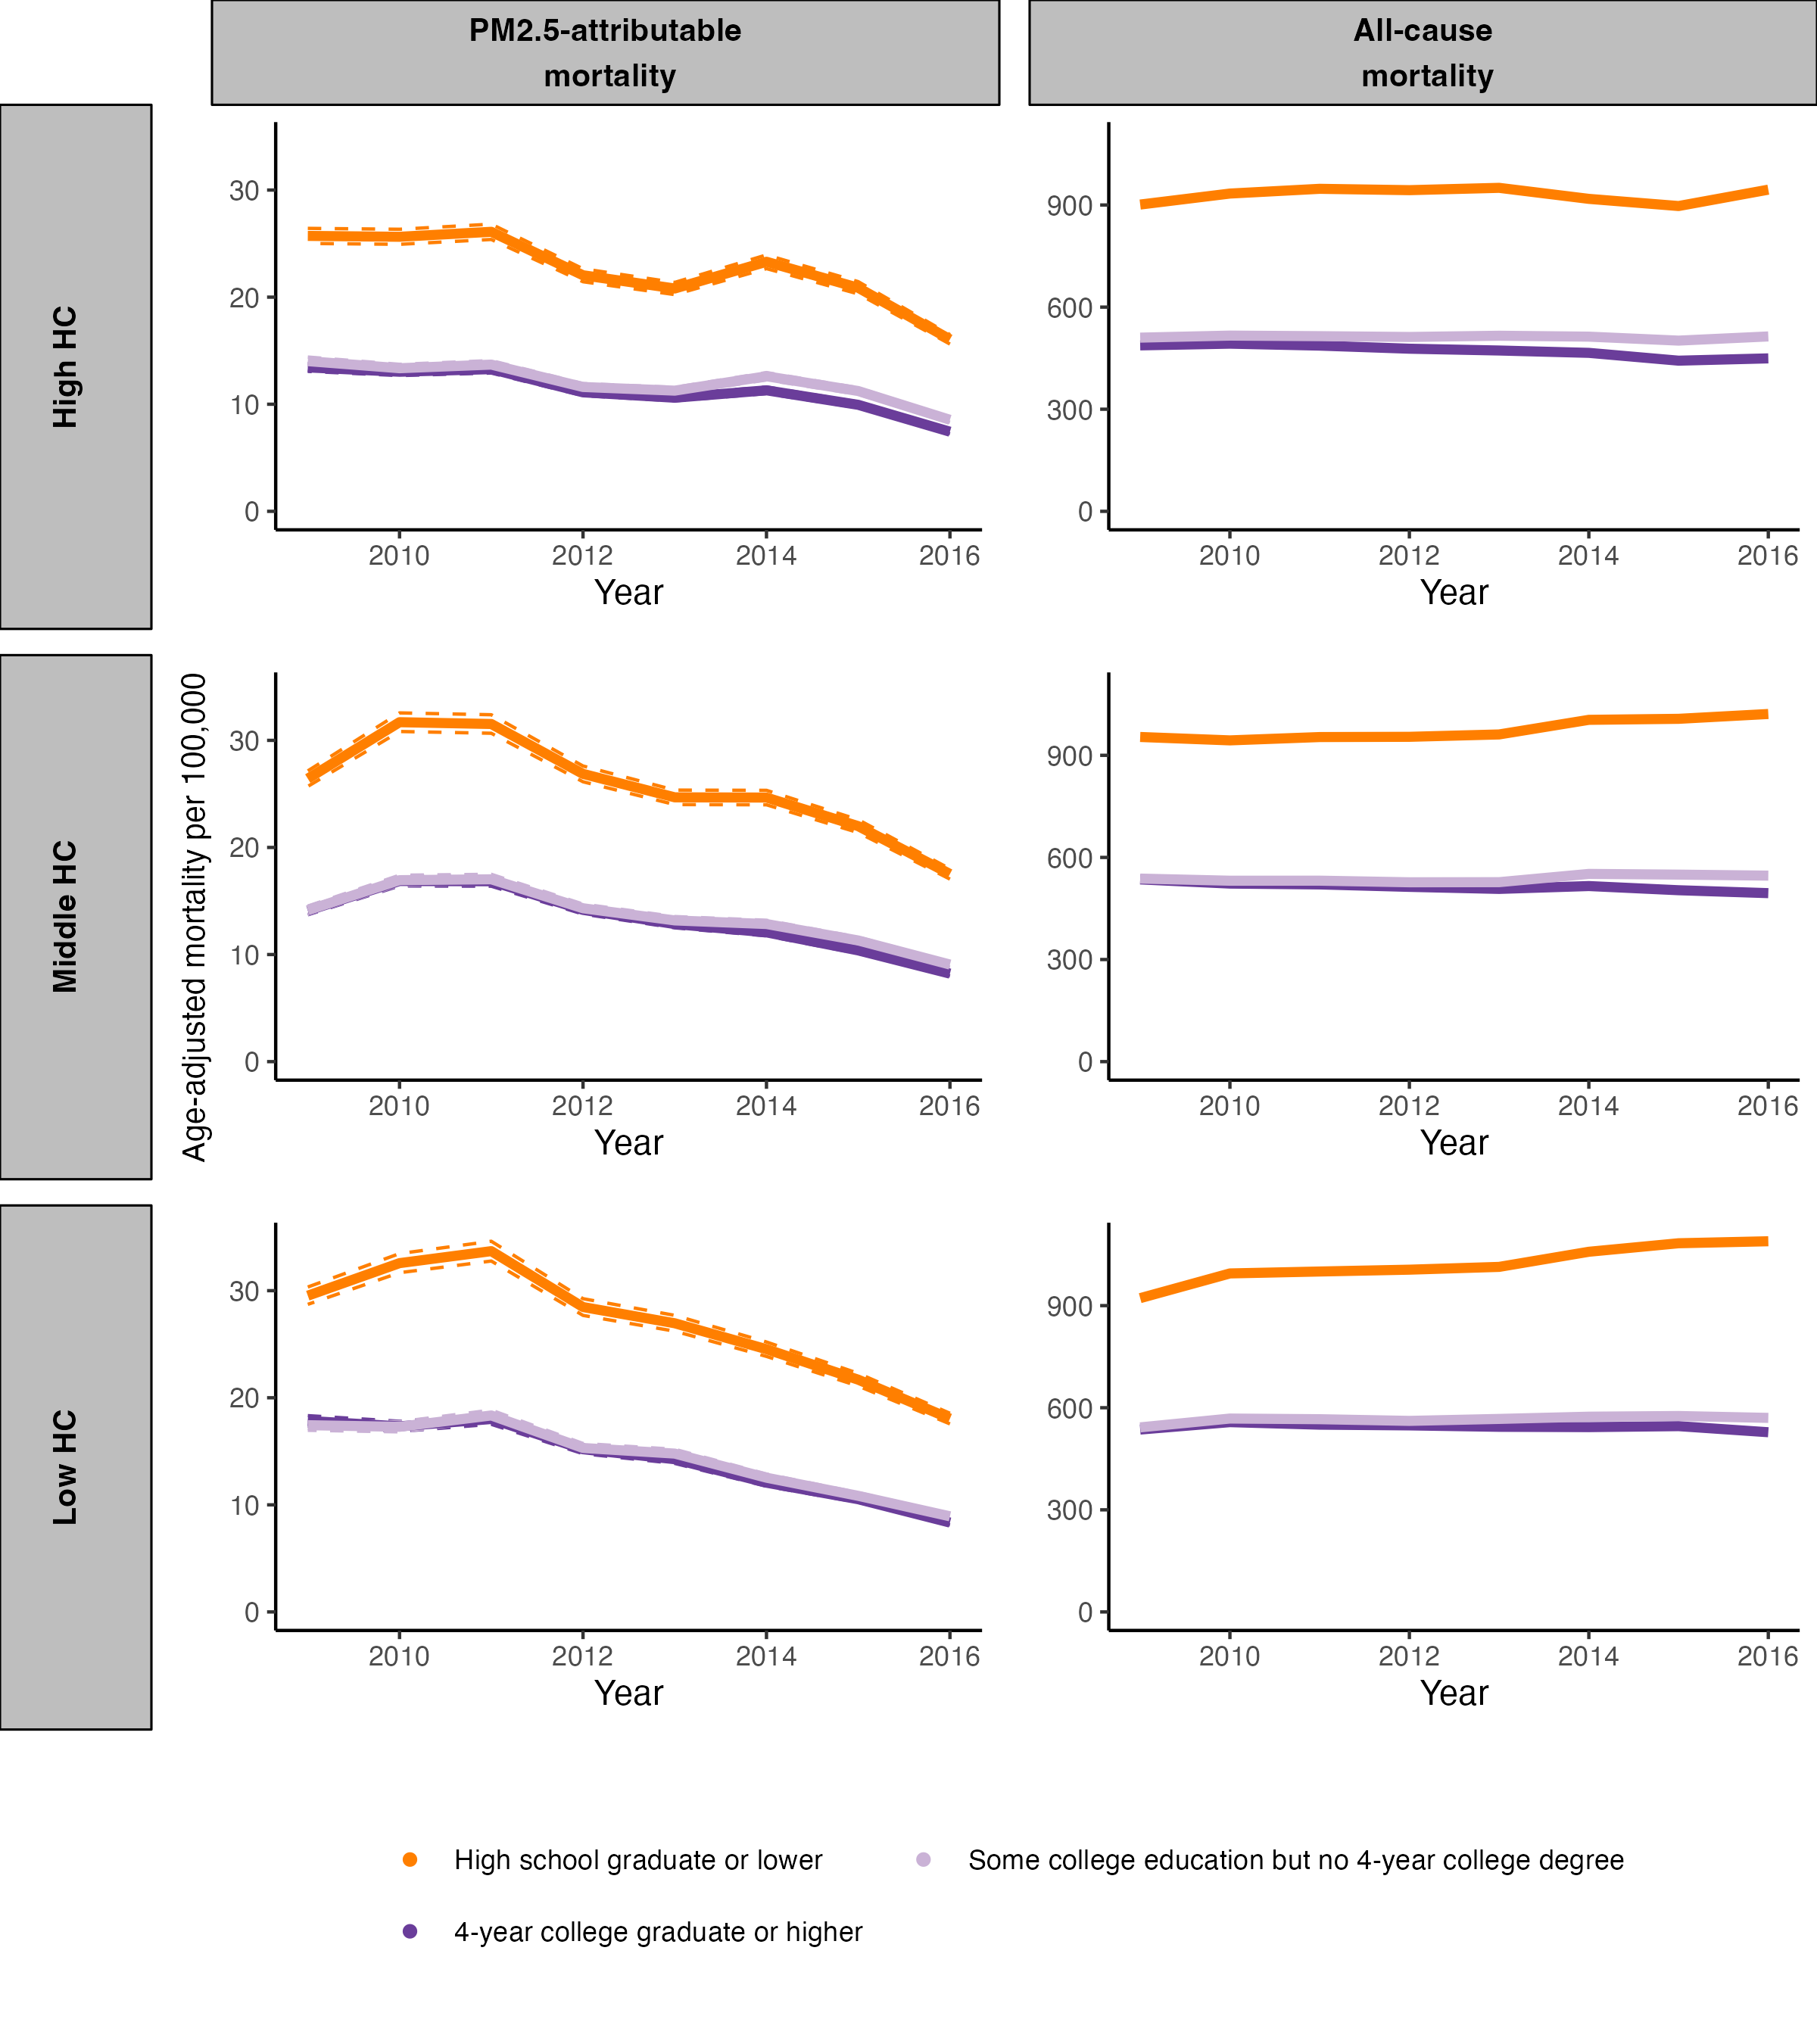 PM2.5-attributable
mortality
All-cause
mortality
High HC
30
20
10
0
2010 2012 2014 2016
Year
900
600
300
0
2010 2012 2014 2016
Year
Middle HC
Age-adjusted mortality per 100,000
30
20
10
0
2010 2012 2014 2016
Year
900
600
300
0
2010 2012 2014 2016
Year
Low HC
30
20
10
0
2010 2012 2014 2016
Year
900
600
300
0
2010 2012 2014 2016
Year
High school graduate or lower
Some college education but no 4-year college degree
4-year college graduate or higher